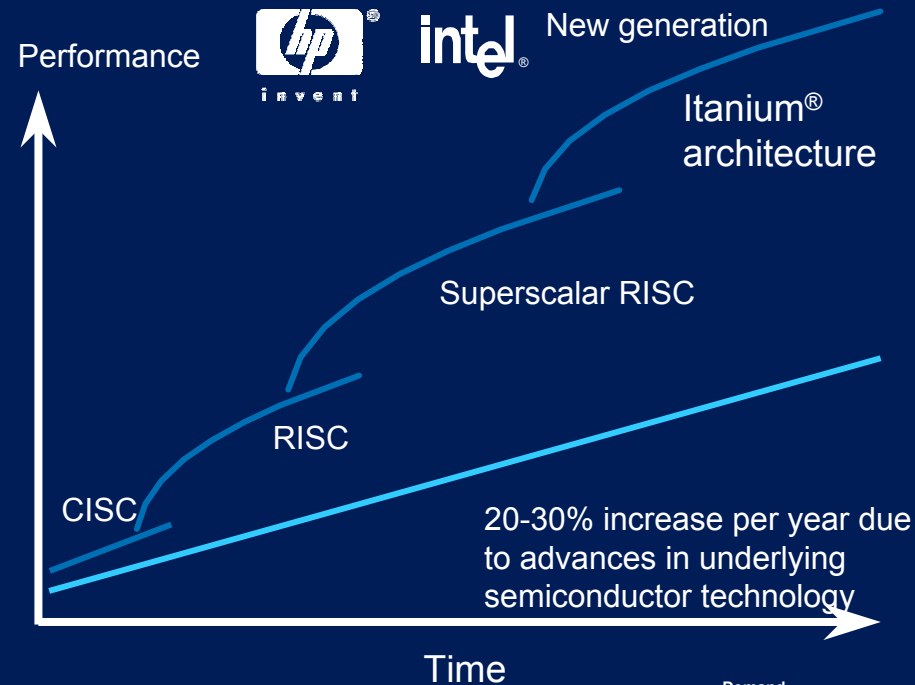 Performance
hp®
invent
intel®
New generation
Itanium®
architecture
Superscalar RISC
RISC
CISC
20-30% increase per year due
to advances in underlying
semiconductor technology
Time
Demand